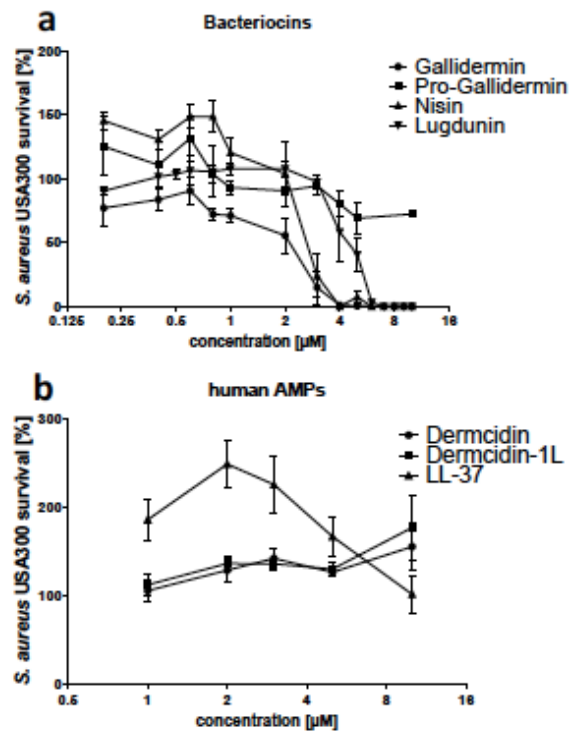 a
Bacteriocins
S. aureus USA300 survival [%]
200
150
100
50
0
0.125
0.25
0.5
1
2
4
8
16
concentration [µM]
Gallidermin
Pro-Gallidermin
Nisin
Lugdunin
b
human AMPs
S. aureus USA300 survival [%]
300
200
100
0
0.5
1
2
4
8
16
concentration [µM]
Dermcidin
Dermcidin-1L
LL-37